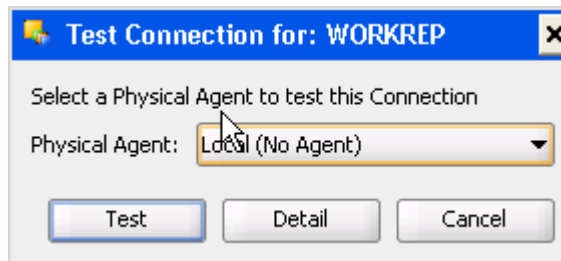 Test Connection for: WORKREP
Select a Physical Agent to test this Connection
Physical Agent: Local (No Agent)
Test Detail Cancel